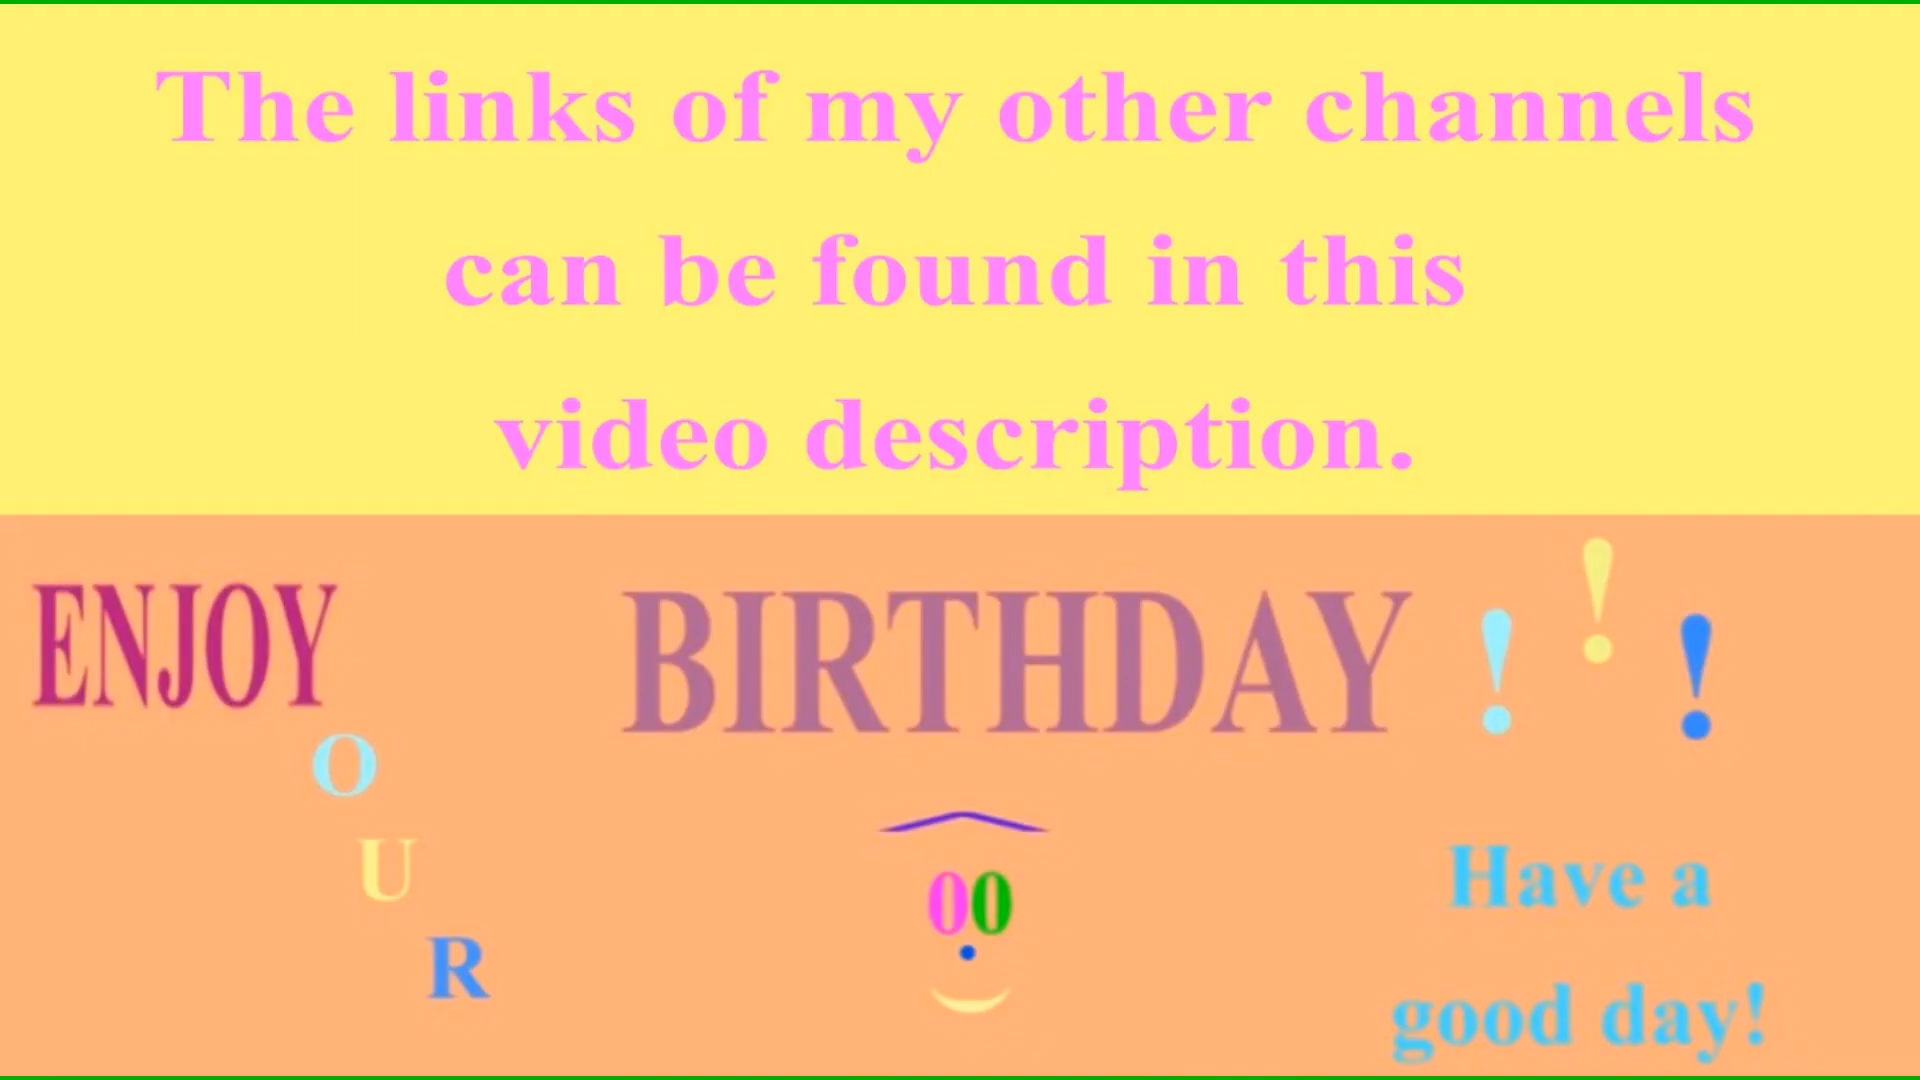 The links of my other channels
can be found in this
video description.
ENJOY
OUR
BIRTHDAY ! ! !
00
Have a
good day!